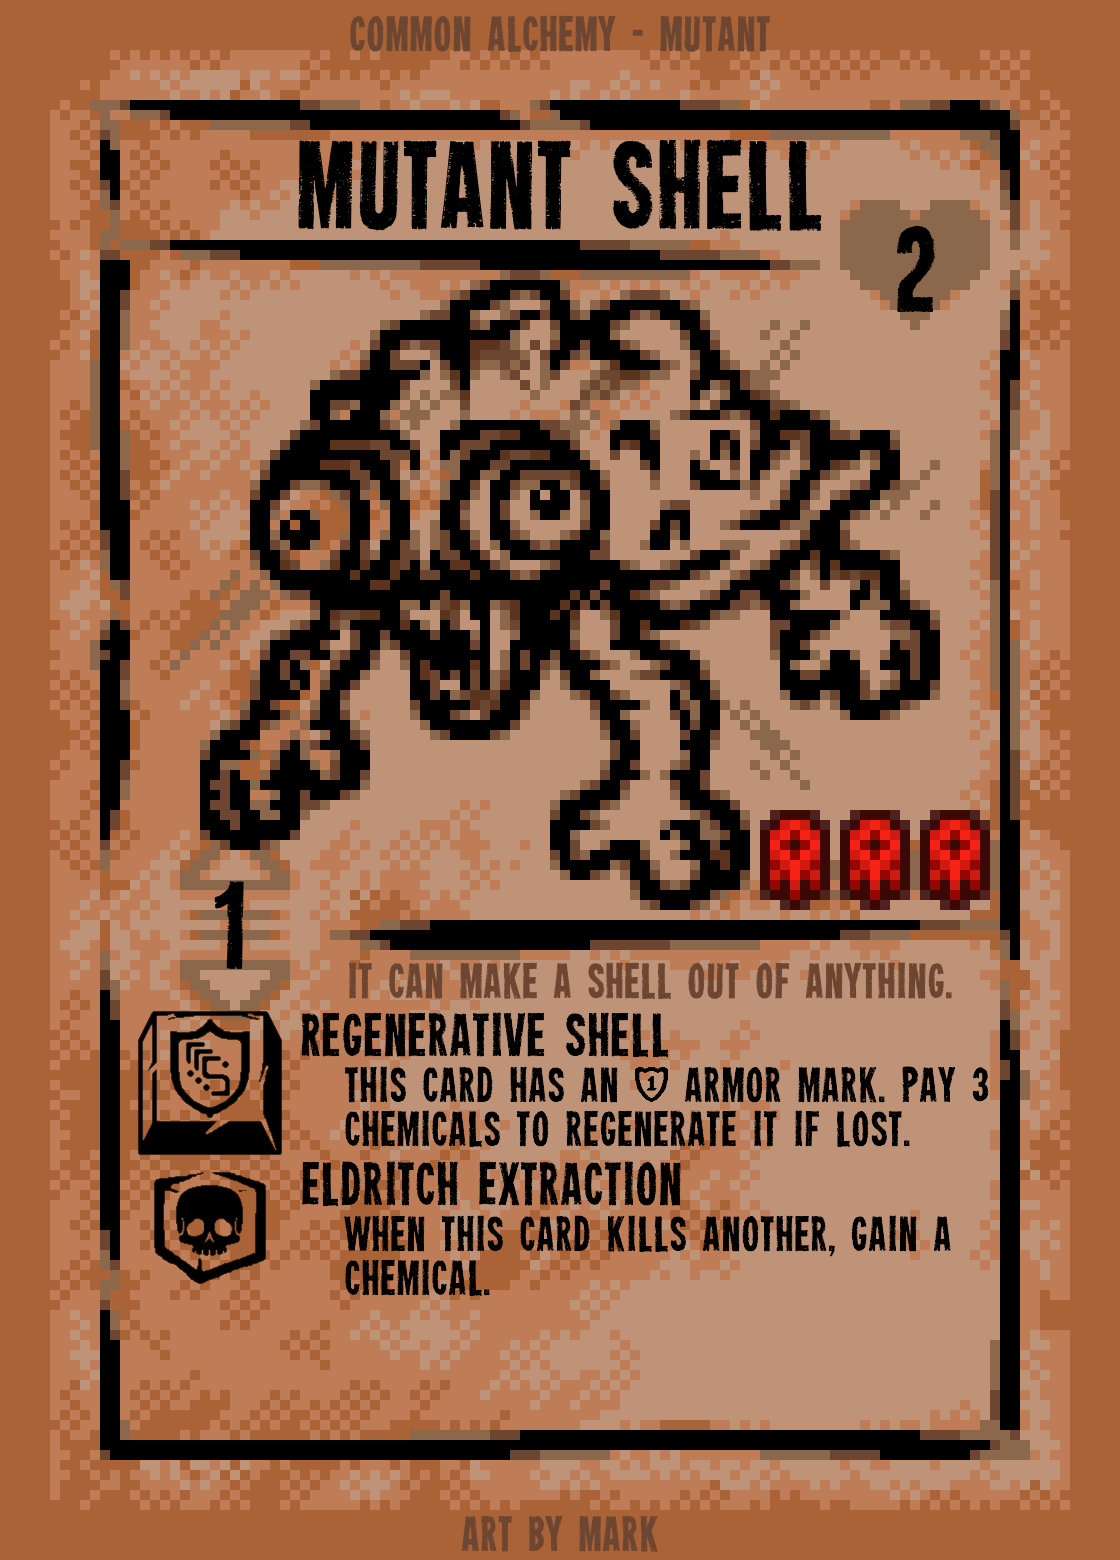 COMMON ALCHEMY - MUTANT
MUTANT SHELL
2
1
IT CAN MAKE A SHELL OUT OF ANYTHING.
REGENERATIVE SHELL
THIS CARD HAS AN 1 ARMOR MARK. PAY 3
CHEMICALS TO REGENERATE IT IF LOST.
ELDRITCH EXTRACTION
WHEN THIS CARD KILLS ANOTHER, GAIN A
CHEMICAL.
ART BY MARK